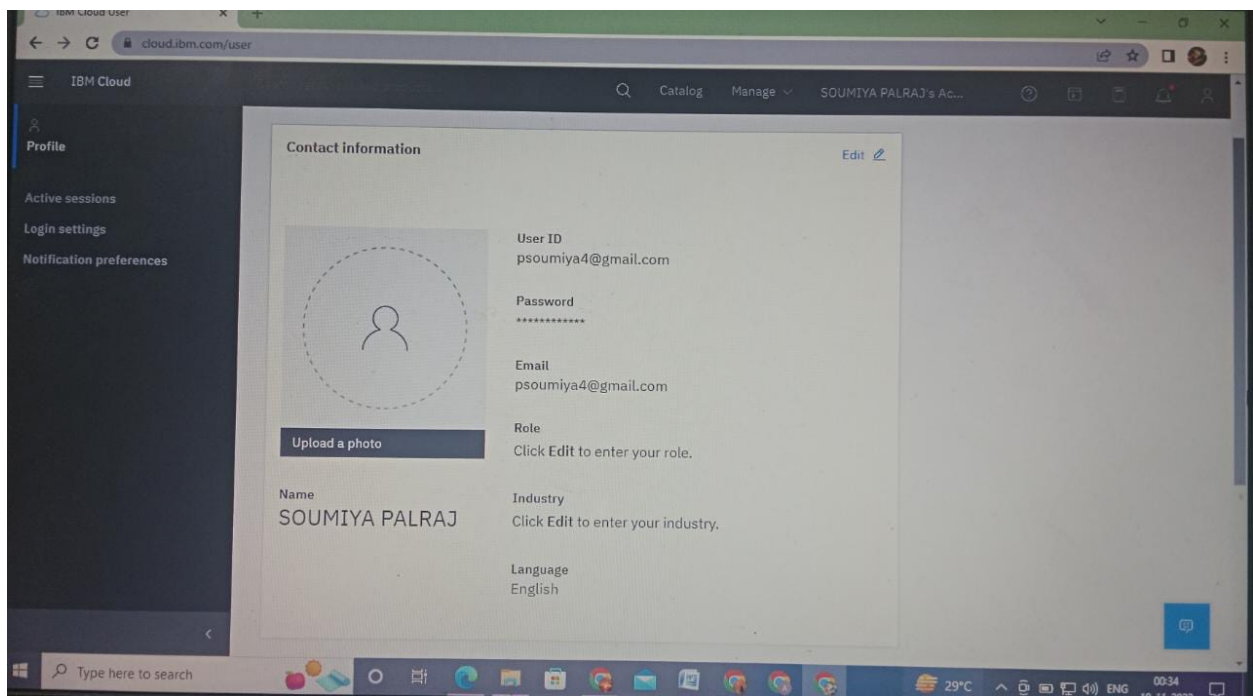 IBM Cloud User
cloud.ibm.com/user
IBM Cloud
Catalog
Manage
SOUMIYA PALRAJ's Ac...
Profile
Active sessions
Login settings
Notification preferences
Contact information
Edit
User ID
psoumiya4@gmail.com
Password
************
Email
psoumiya4@gmail.com
Role
Click Edit to enter your role.
Upload a photo
Name
SOUMIYA PALRAJ
Industry
Click Edit to enter your industry.
Language
English
Type here to search
29°C
ENG
00:34